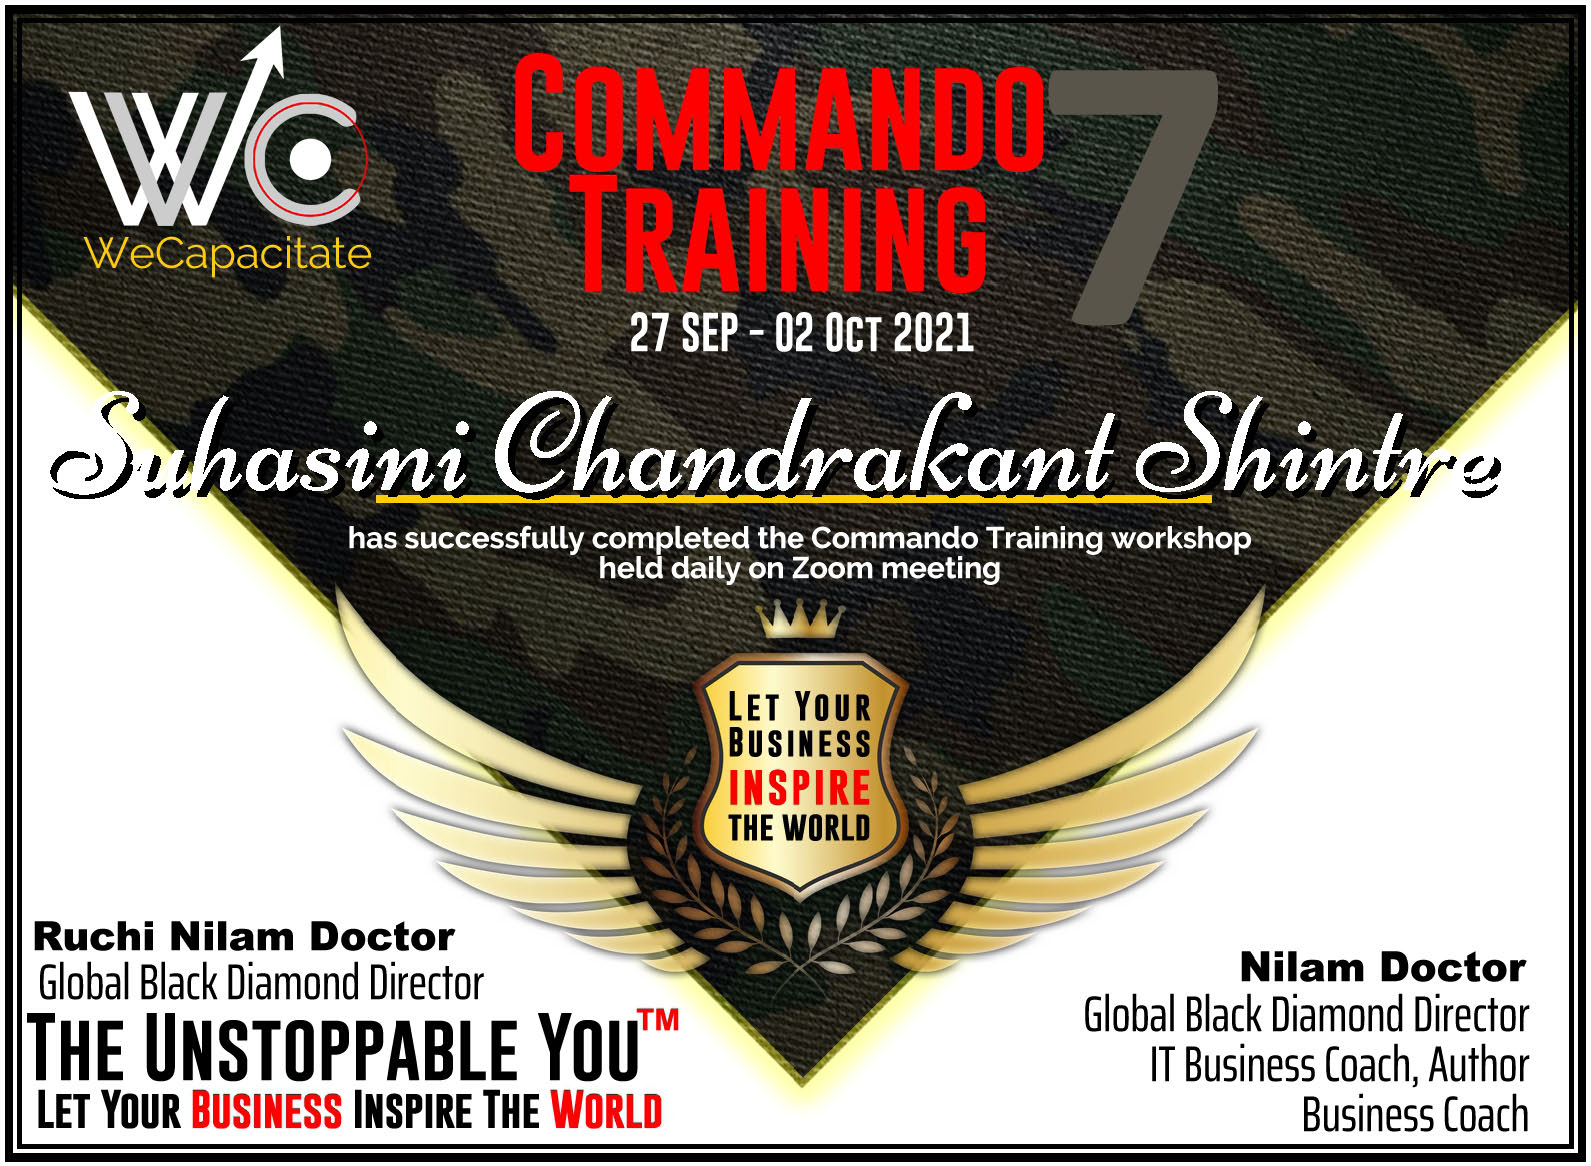 WC
WeCapacitate
Commando 7
Training
27 SEP - 02 Oct 2021
Suhasini Chandrakant Shintre
has successfully completed the Commando Training workshop
held daily on Zoom meeting
Let Your
Business
INSPIRE
THE WORLD
Ruchi Nilam Doctor
Global Black Diamond Director
The Unstoppable You™
Let Your Business Inspire The World
Nilam Doctor
Global Black Diamond Director
IT Business Coach, Author
Business Coach